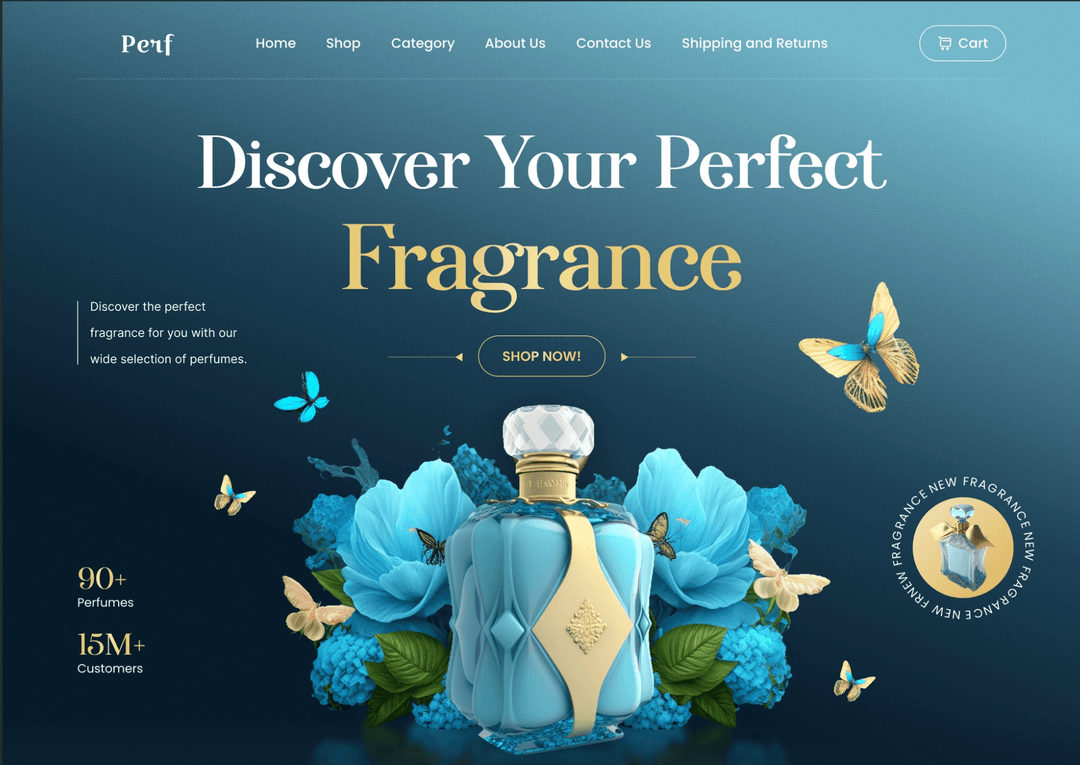 Perf
Home Shop Category About Us Contact Us Shipping and Returns
Cart
Discover Your Perfect
Fragrance
Discover the perfect
fragrance for you with our
wide selection of perfumes.
SHOP NOW!
90+
Perfumes
15M+
Customers
NEW FRAGRANCE NEW FRAGRANCE NEW FRNEW FRAGRANCE